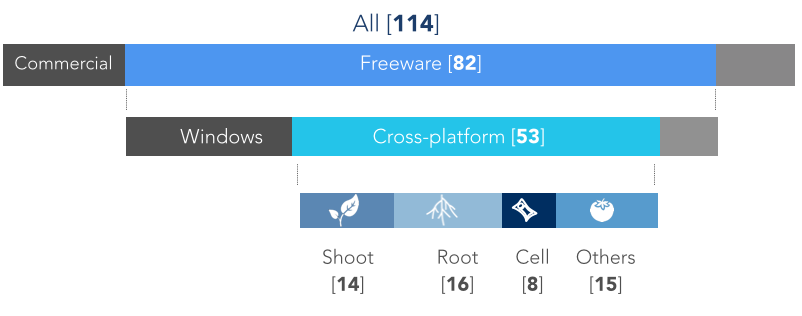 All [114]
Commercial Freeware [82]
Windows Cross-platform [53]
Shoot Root Cell Others
[14] [16] [8] [15]